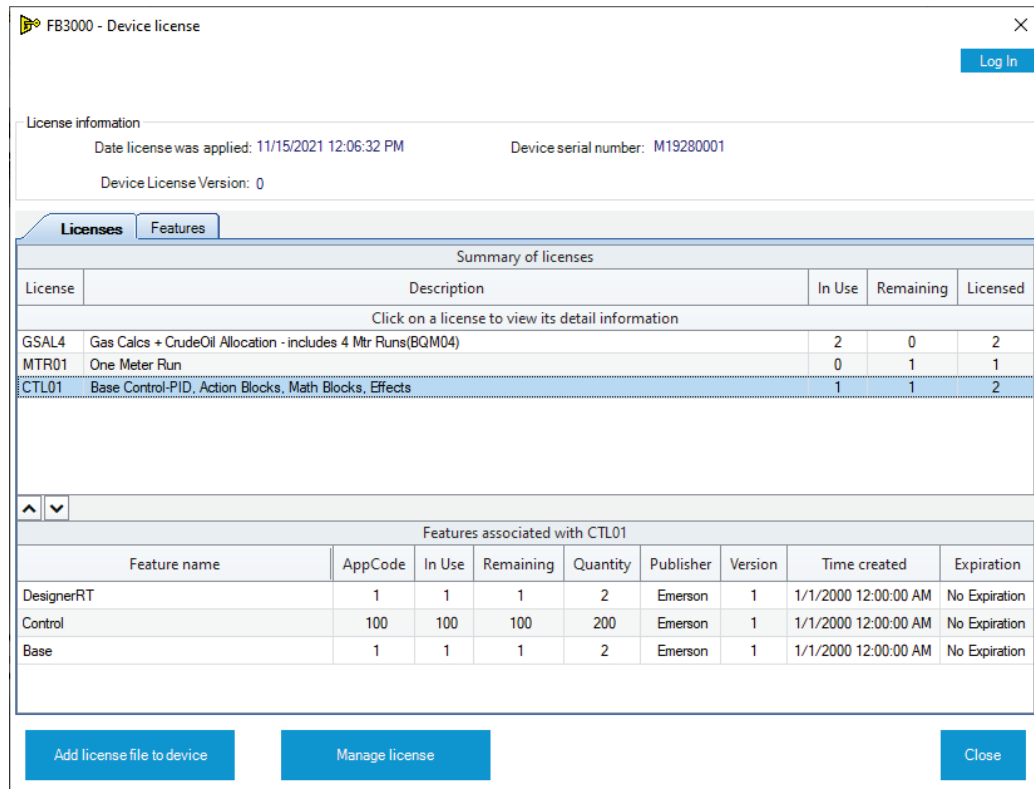 FB3000 - Device license
Log In
License information
Date license was applied: 11/15/2021 12:06:32 PM Device serial number: M19280001
Device License Version: 0
Licenses Features
Summary of licenses
License Description In Use Remaining Licensed
Click on a license to view its detail information
GSAL4 Gas Calcs + CrudeOil Allocation - includes 4 Mtr Runs(BQM04) 2 0 2
MTR01 One Meter Run 0 1 1
CTL01 Base Control-PID, Action Blocks, Math Blocks, Effects 1 1 2
Features associated with CTL01
Feature name AppCode In Use Remaining Quantity Publisher Version Time created Expiration
DesignerRT 1 1 1 2 Emerson 1 1/1/2000 12:00:00 AM No Expiration
Control 100 100 100 200 Emerson 1 1/1/2000 12:00:00 AM No Expiration
Base 1 1 1 2 Emerson 1 1/1/2000 12:00:00 AM No Expiration
Add license file to device Manage license Close